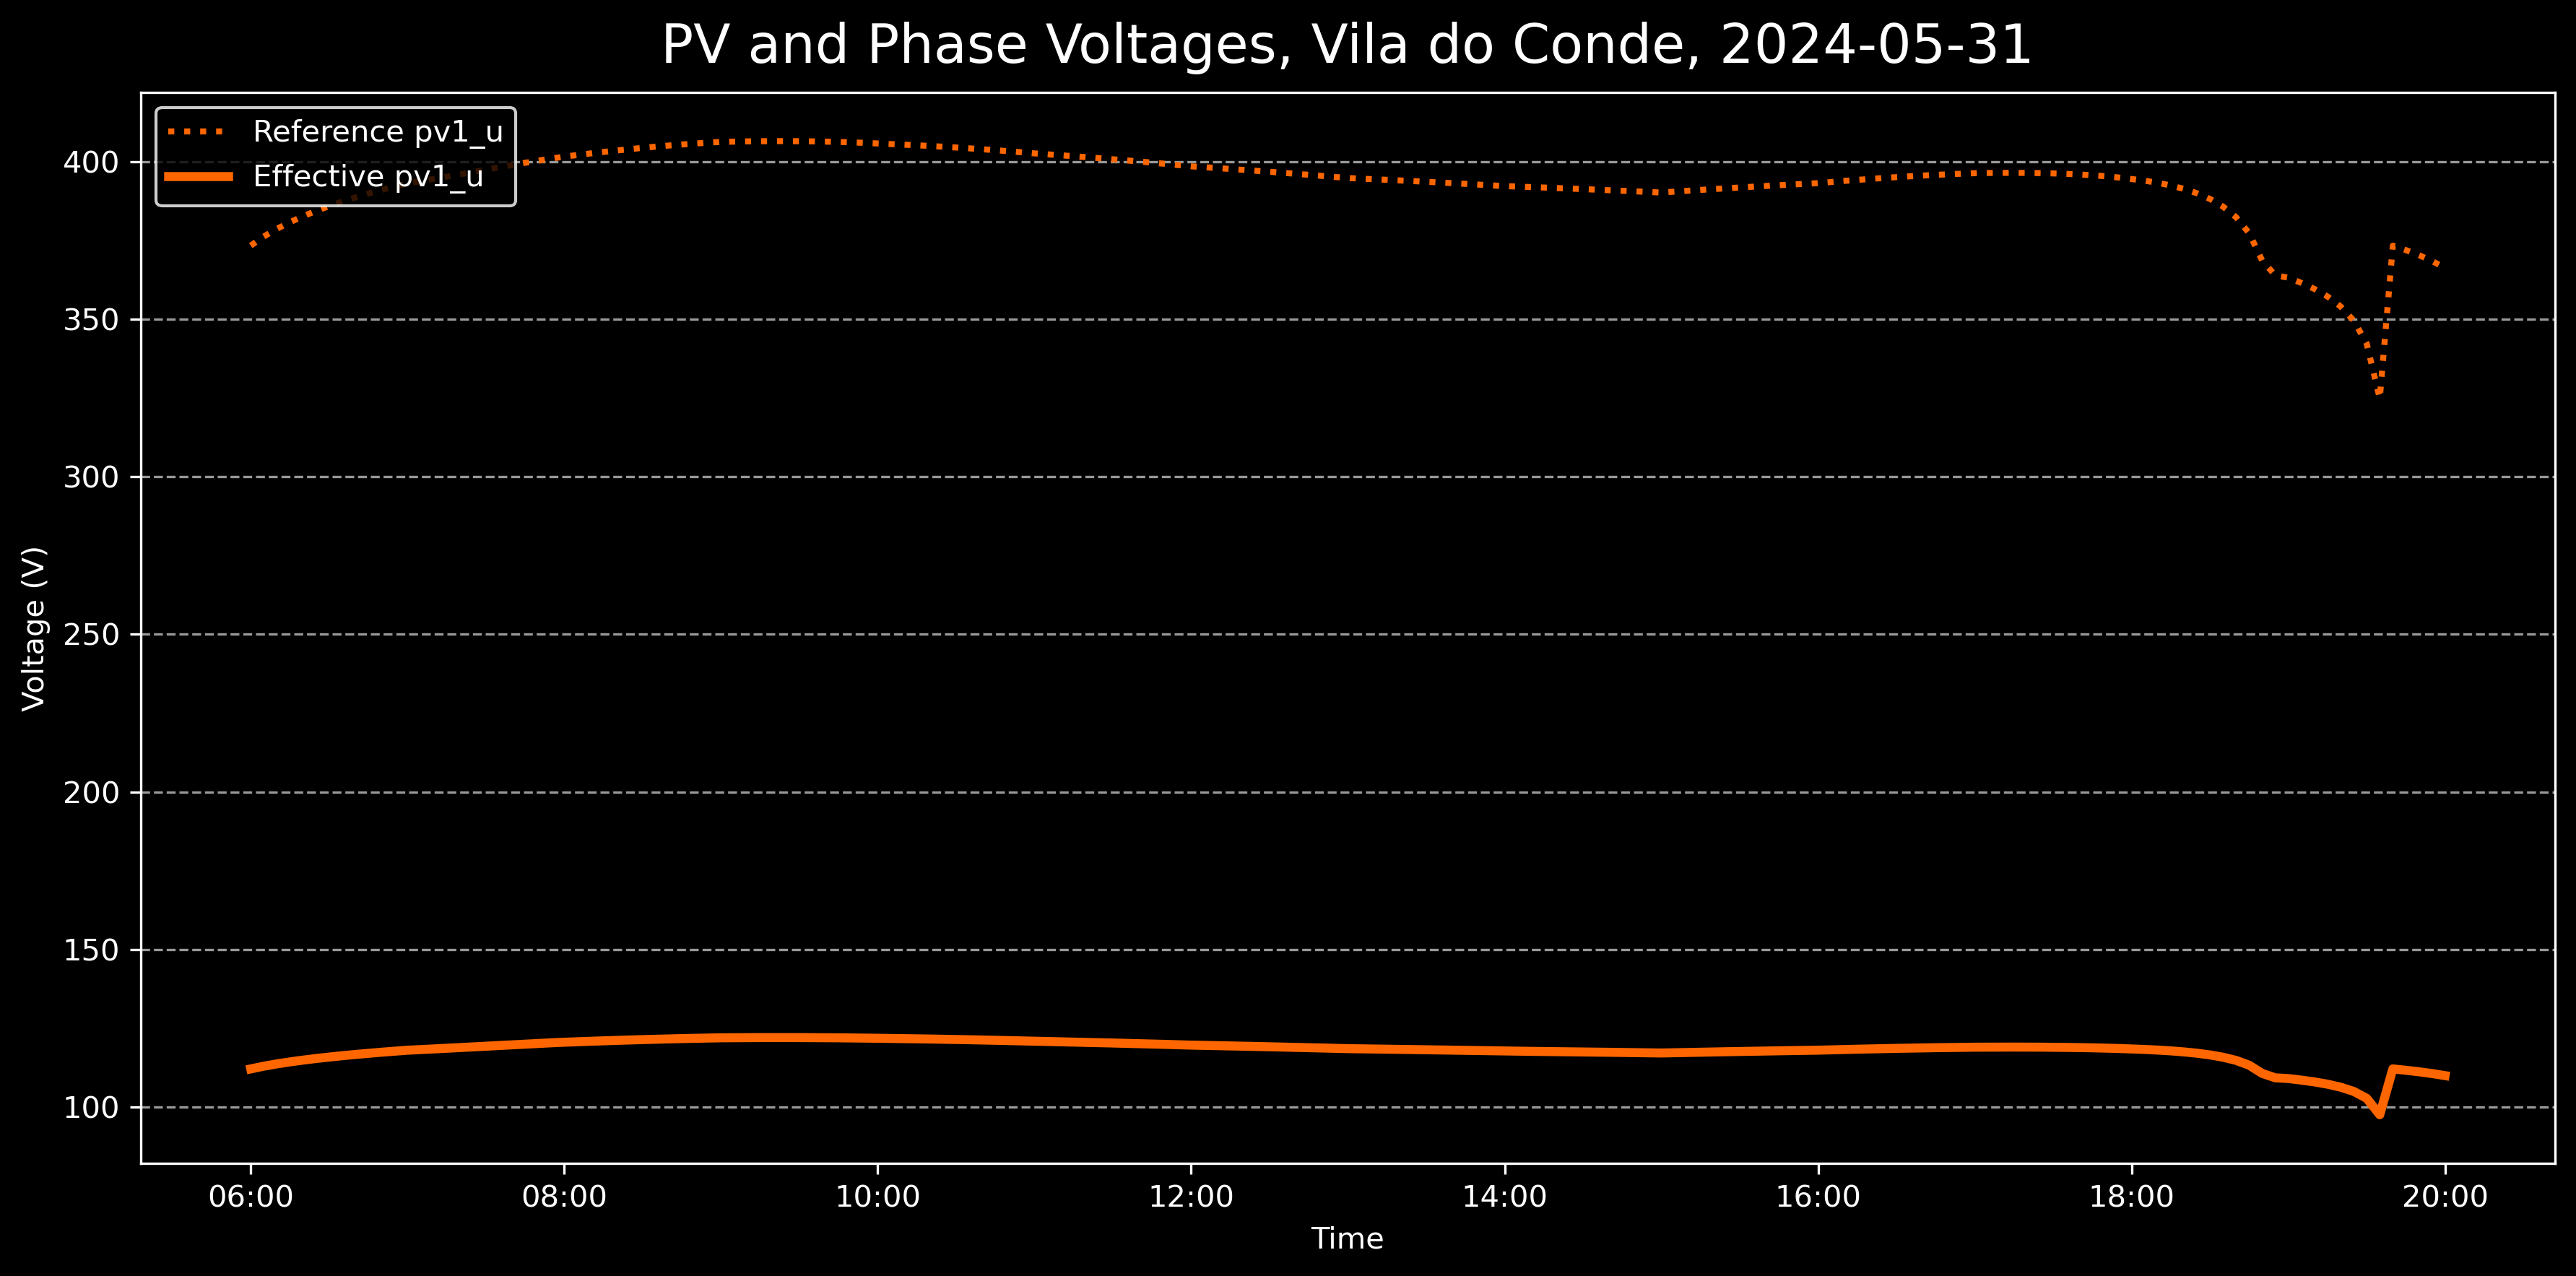 PV and Phase Voltages, Vila do Conde, 2024-05-31
Reference pv1_u
Effective pv1_u
Voltage (V)
400
350
300
250
200
150
100
06:00 08:00 10:00 12:00 14:00 16:00 18:00 20:00
Time